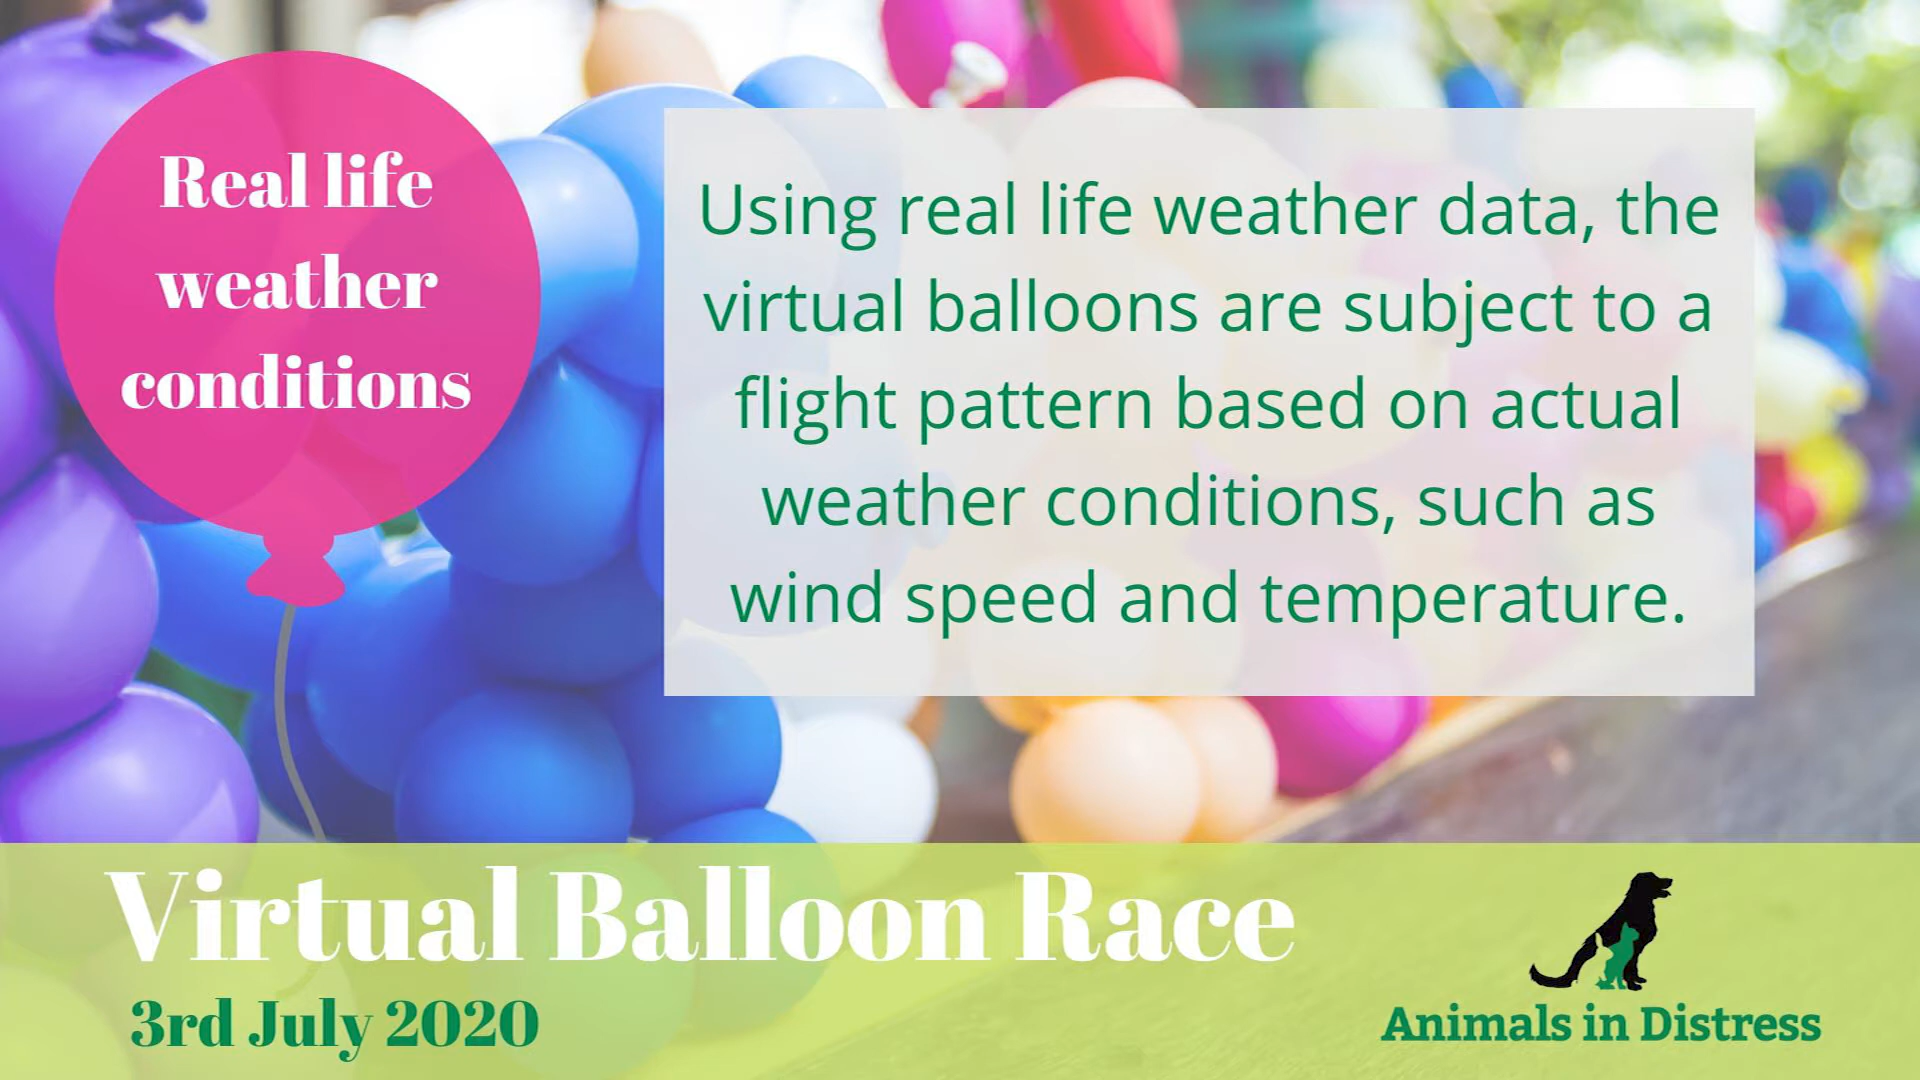 Real life
weather
conditions
Using real life weather data, the
virtual balloons are subject to a
flight pattern based on actual
weather conditions, such as
wind speed and temperature.
Virtual Balloon Race
3rd July 2020
Animals in Distress